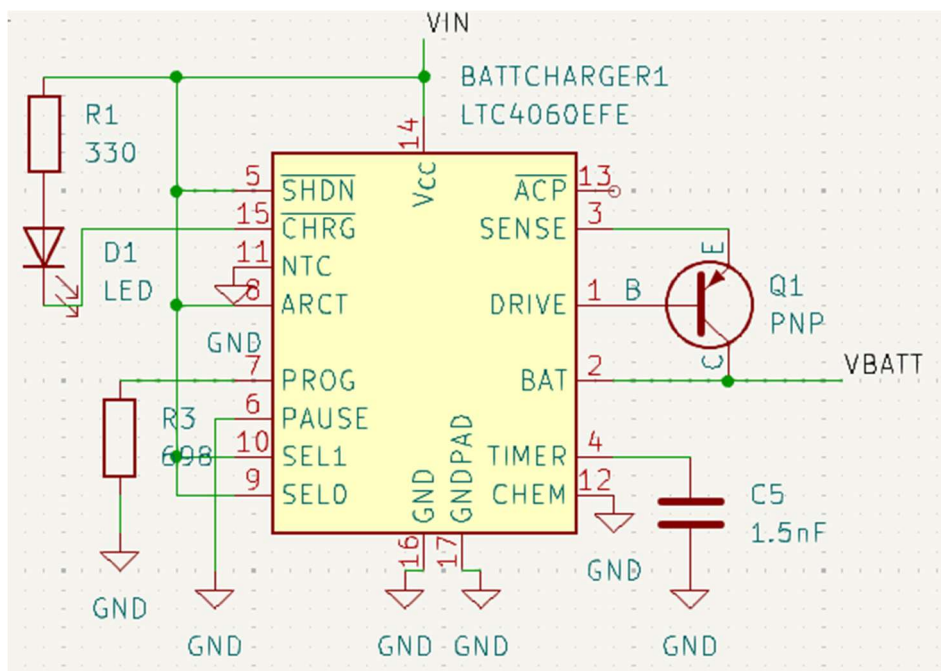 VIN
BATTCHARGER1
LTC4060EFE
R1
330
14
Vcc
5
SHDN
ACP
13
15
CHRG
SENSE
3
E
11
NTC
D1
LED
8
ARCT
DRIVE
1
B
Q1
PNP
GND
C
7
PROG
BAT
2
VBATT
R3
698
6
PAUSE
10
SEL1
TIMER
4
9
SEL0
GND
GNDPAD
CHEM
12
C5
1.5nF
16
17
GND
GND
GND
GND
GND
GND